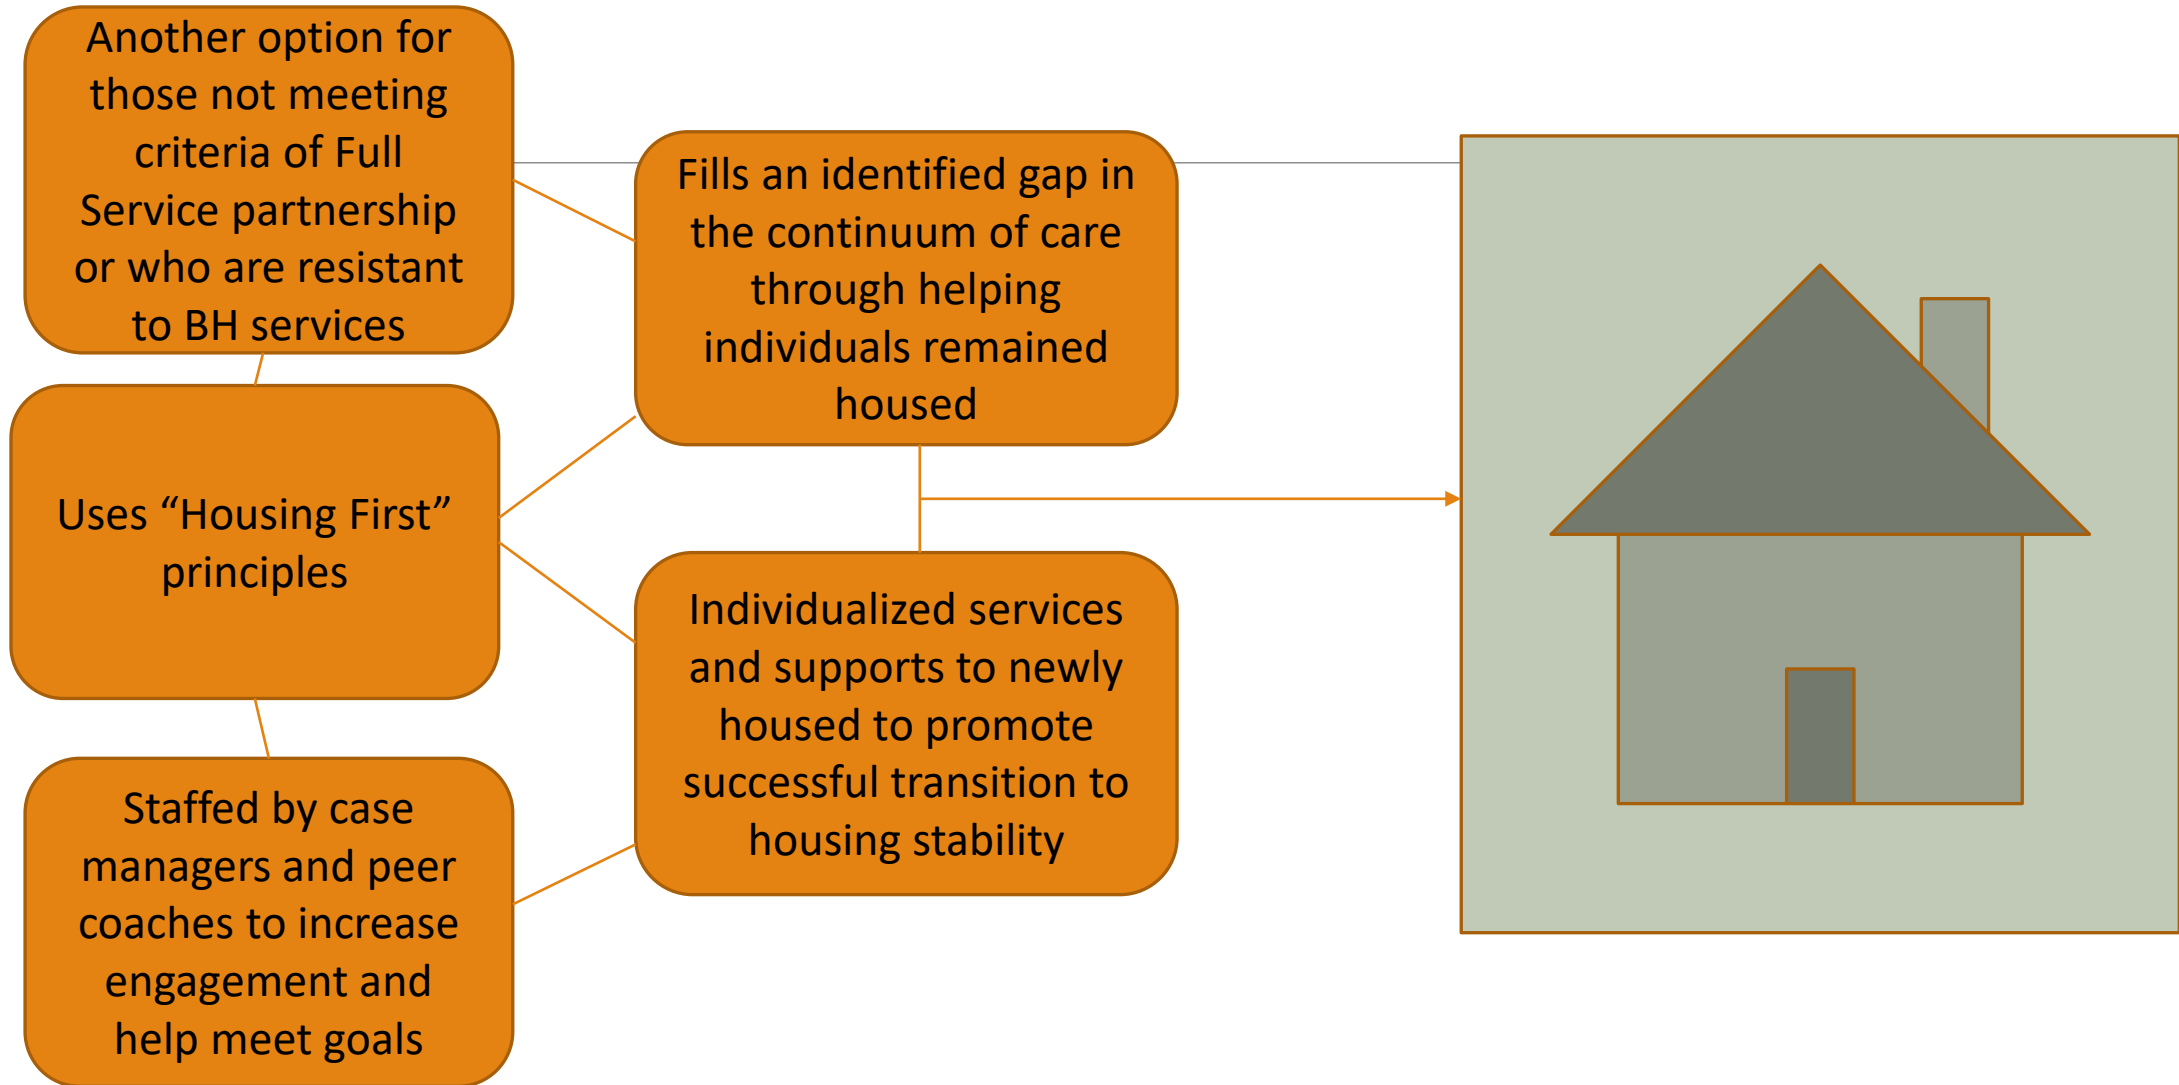 Another option for
those not meeting
criteria of Full
Service partnership
or who are resistant
to BH services
Uses “Housing First”
principles
Staffed by case
managers and peer
coaches to increase
engagement and
help meet goals
Fills an identified gap in
the continuum of care
through helping
individuals remained
housed
Individualized services
and supports to newly
housed to promote
successful transition to
housing stability